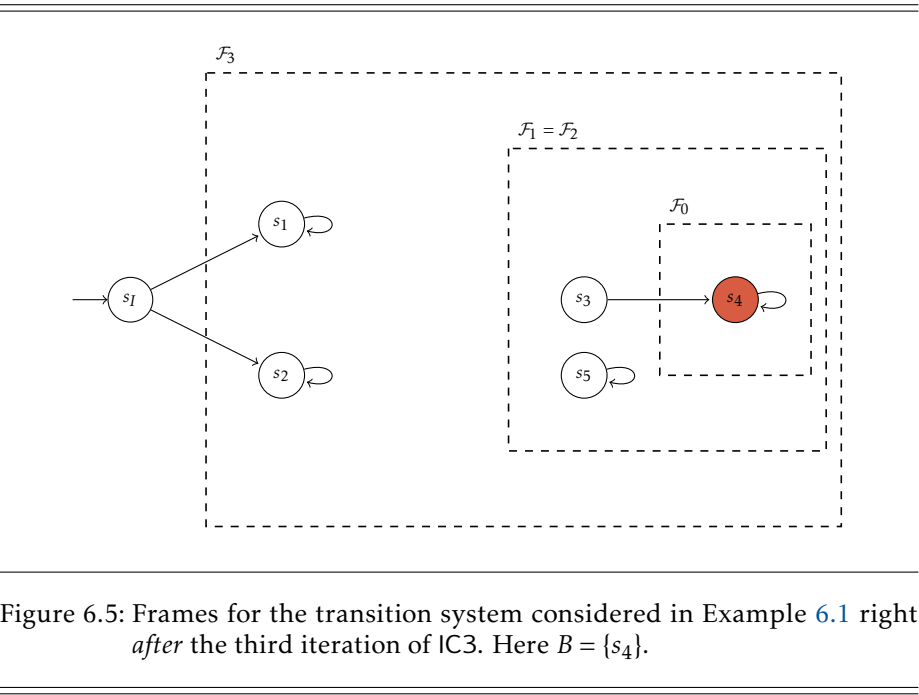 ℱ3
ℱ1 = ℱ2
ℱ0
s1
sI
s3
s4
s2
s5
Figure 6.5: Frames for the transition system considered in Example 6.1 right
after the third iteration of IC3. Here B = {s4}.